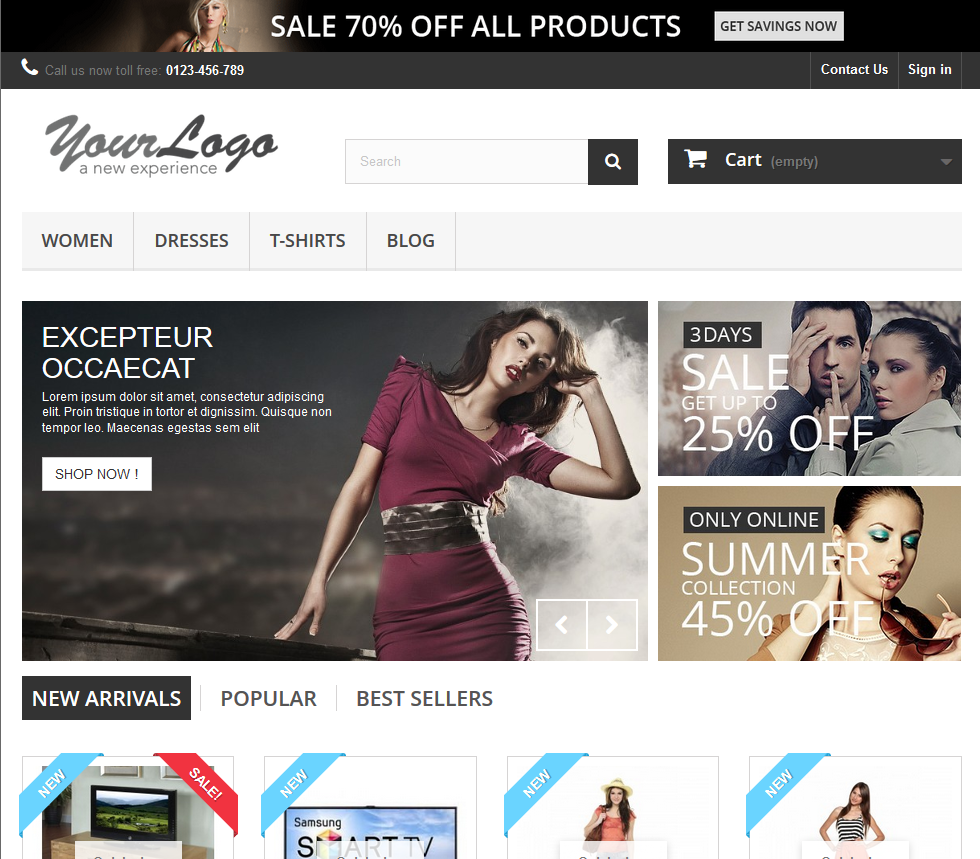 SALE 70% OFF ALL PRODUCTS
GET SAVINGS NOW
Call us now toll free: 0123-456-789
Contact Us
Sign in
YourLogo
a new experience
Search
Cart (empty)
WOMEN
DRESSES
T-SHIRTS
BLOG
EXCEPTEUR
OCCAECAT
Lorem ipsum dolor sit amet, consectetur adipiscing
elit. Proin tristique in tortor et dignissim. Quisque non
tempor leo. Maecenas egestas sem elit
SHOP NOW !
3DAYS
SALE
GET UP TO
25% OFF
ONLY ONLINE
SUMMER
COLLECTION
45% OFF
NEW ARRIVALS
POPULAR
BEST SELLERS
NEW
SALE!
NEW
Samsung
SMART TV
NEW
NEW